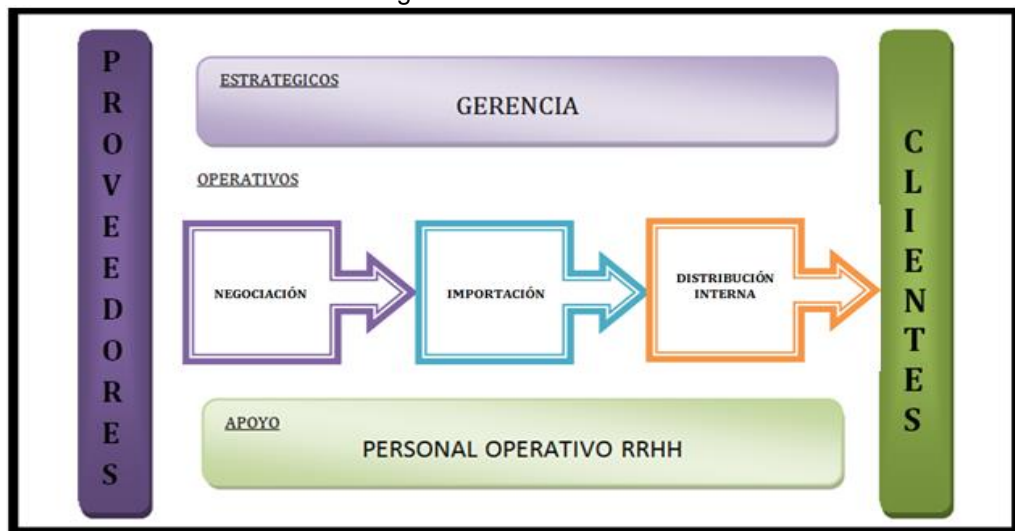 PROVEEDORES
ESTRATEGICOS
GERENCIA
OPERATIVOS
NEGOCIACIÓN
IMPORTACIÓN
DISTRIBUCIÓN
INTERNA
APOYO
PERSONAL OPERATIVO RRHH
CLIENTES